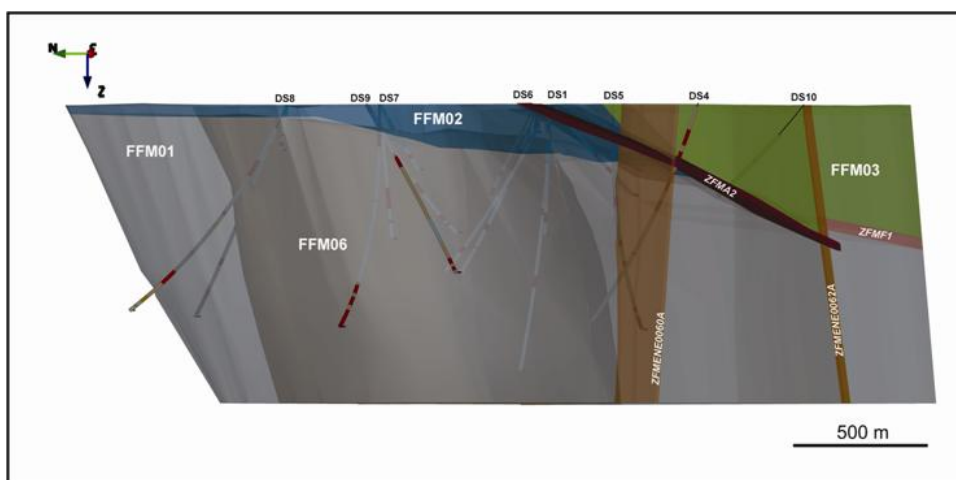 N
Z
DS8
DS9
DS7
DS6
DS1
DS5
DS4
DS10
FFM02
FFM01
FFM03
ZFMA2
ZFMF1
FFM06
ZFMENE0060A
ZFMENE0062A
500 m